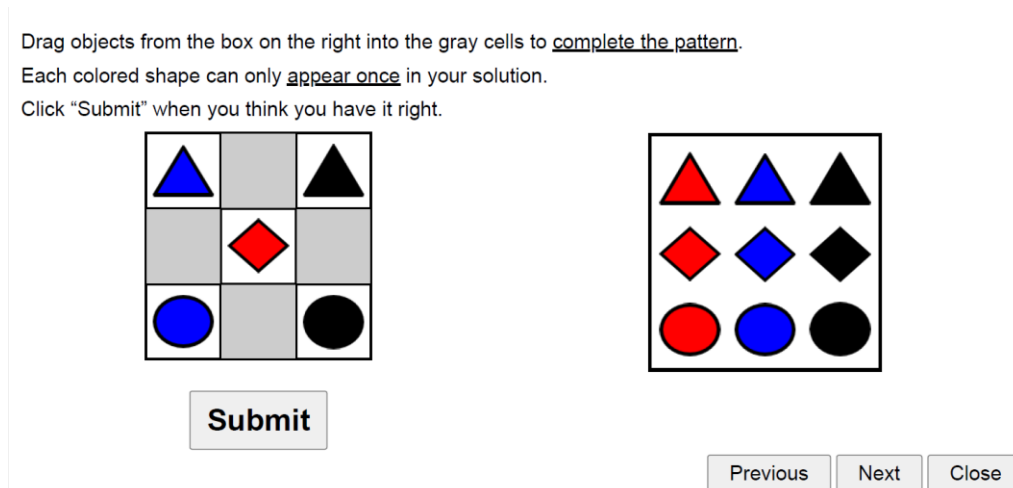 Drag objects from the box on the right into the gray cells to complete the pattern.
Each colored shape can only appear once in your solution.
Click “Submit” when you think you have it right.
Submit
Previous
Next
Close